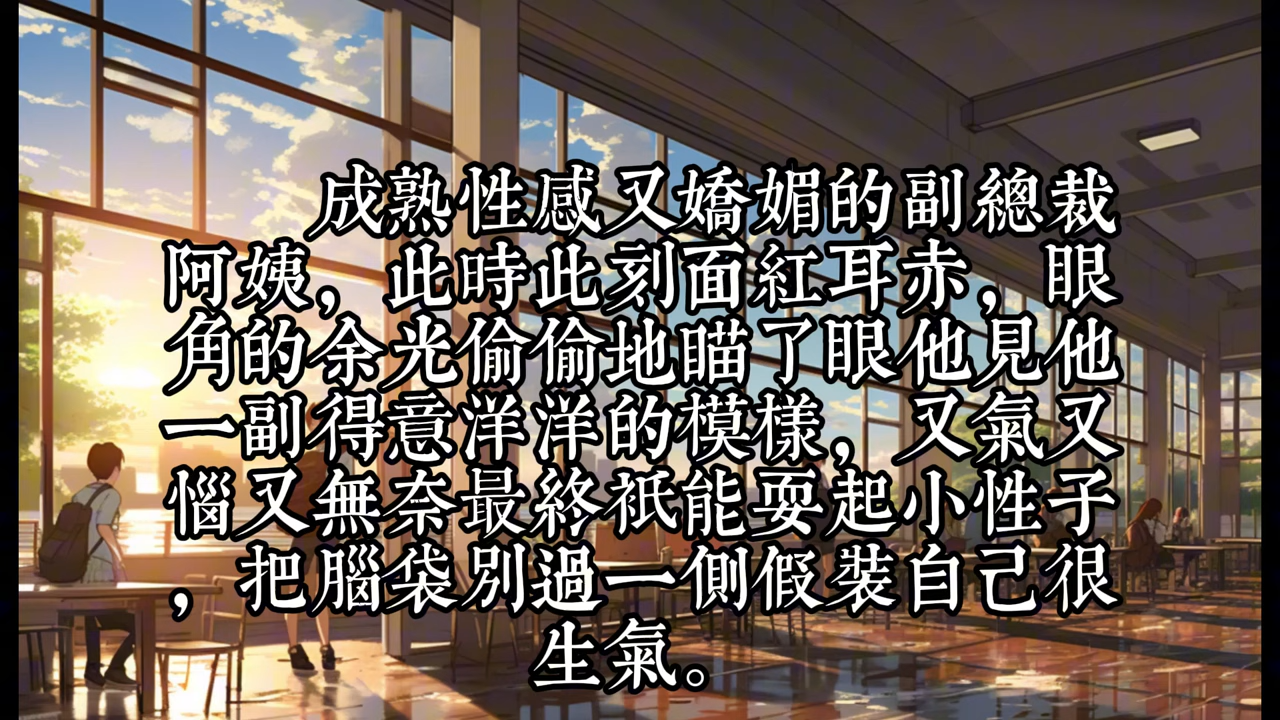 成熟性感又嬌媚的副總裁
阿姨，此時此刻面紅耳赤，眼
角的余光偷偷地瞄了眼他見他
一副得意洋洋的模樣，又氣又
惱又無奈最終祇能耍起小性子
，把腦袋別過一側假裝自己很
生氣。